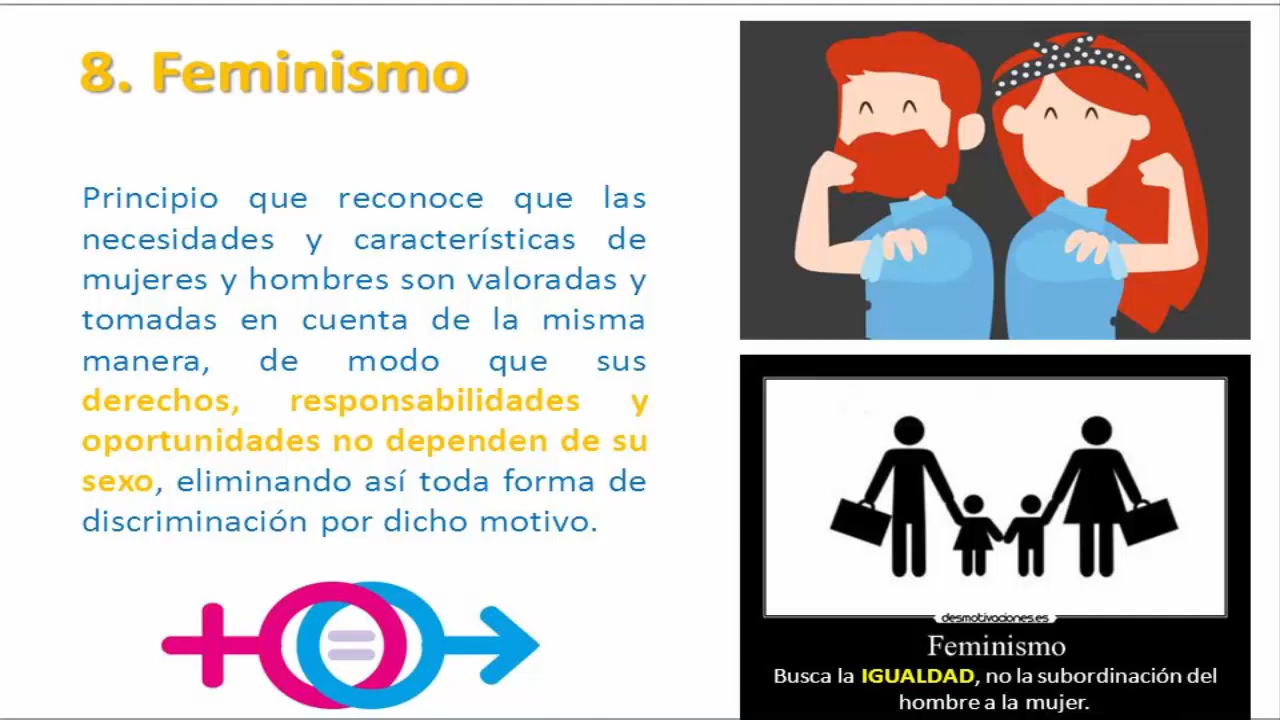 8. Feminismo
Principio que reconoce que las
necesidades y características de
mujeres y hombres son valoradas y
tomadas en cuenta de la misma
manera, de modo que sus
derechos, responsabilidades y
oportunidades no dependen de su
sexo, eliminando así toda forma de
discriminación por dicho motivo.
desmotivaciones.es
Feminismo
Busca la IGUALDAD, no la subordinación del
hombre a la mujer.